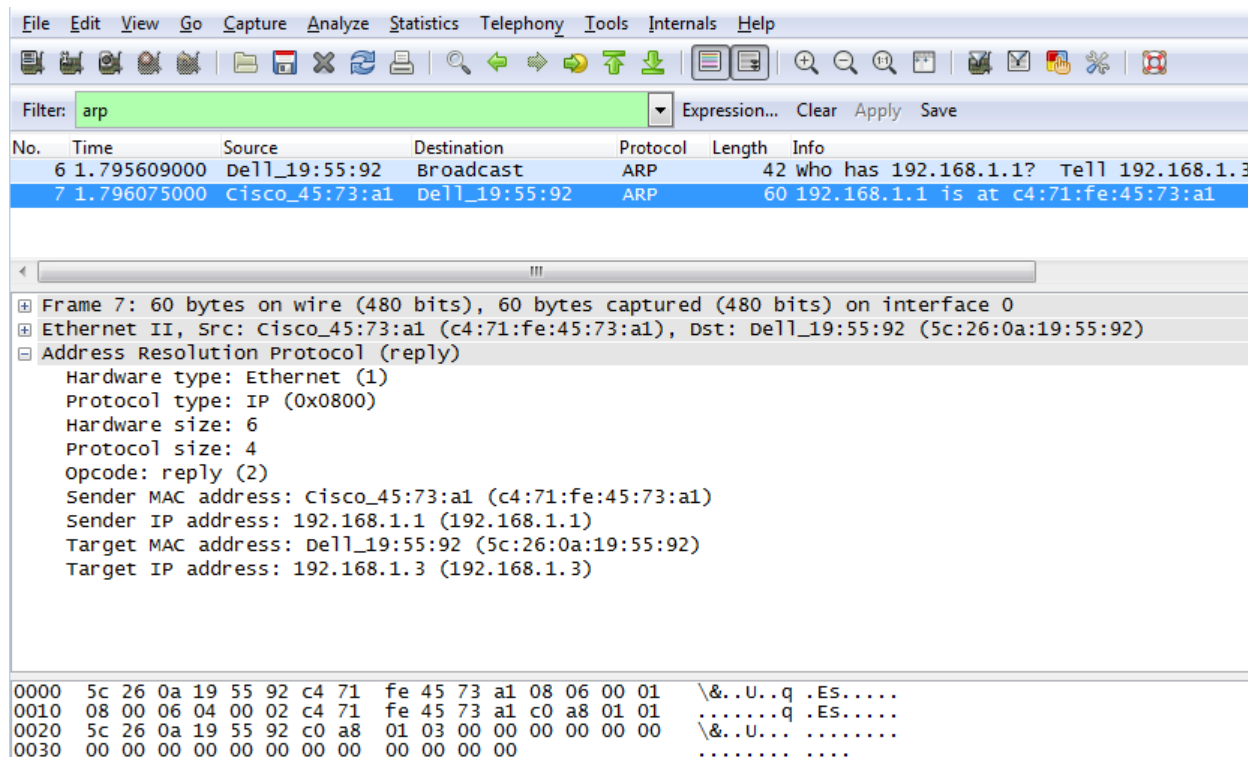 File Edit View Go Capture Analyze Statistics Telephony Tools Internals Help
Filter: arp Expression... Clear Apply Save
No. Time Source Destination Protocol Length Info
6 1.795609000 Dell_19:55:92 Broadcast ARP 42 Who has 192.168.1.1? Tell 192.168.1.3
7 1.796075000 Cisco_45:73:a1 Dell_19:55:92 ARP 60 192.168.1.1 is at c4:71:fe:45:73:a1
Frame 7: 60 bytes on wire (480 bits), 60 bytes captured (480 bits) on interface 0
Ethernet II, Src: Cisco_45:73:a1 (c4:71:fe:45:73:a1), Dst: Dell_19:55:92 (5c:26:0a:19:55:92)
Address Resolution Protocol (reply)
Hardware type: Ethernet (1)
Protocol type: IP (0x0800)
Hardware size: 6
Protocol size: 4
Opcode: reply (2)
Sender MAC address: Cisco_45:73:a1 (c4:71:fe:45:73:a1)
Sender IP address: 192.168.1.1 (192.168.1.1)
Target MAC address: Dell_19:55:92 (5c:26:0a:19:55:92)
Target IP address: 192.168.1.3 (192.168.1.3)
0000 5c 26 0a 19 55 92 c4 71 fe 45 73 a1 08 06 00 01 \&..U..q .Es.....
0010 08 00 06 04 00 02 c4 71 fe 45 73 a1 c0 a8 01 01 .......q .Es.....
0020 5c 26 0a 19 55 92 c0 a8 01 03 00 00 00 00 00 00 \&..U... ........
0030 00 00 00 00 00 00 00 00 00 00 00 00 ........ ....